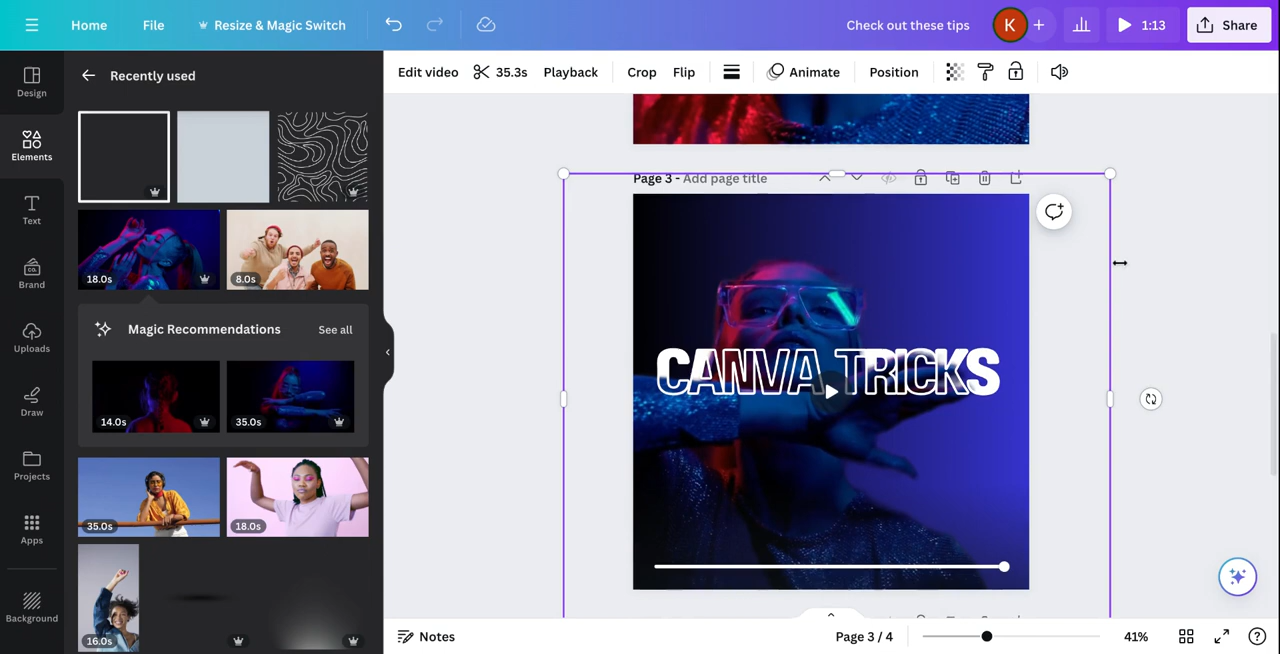 Home
File
Resize & Magic Switch
Check out these tips
K
+
1:13
Share
Design
Elements
Text
Brand
CO.
Uploads
Draw
Projects
Apps
Background
Recently used
18.0s
8.0s
Magic Recommendations
See all
14.0s
35.0s
35.0s
18.0s
16.0s
Edit video
35.3s
Playback
Crop
Flip
Animate
Position
Page 3 - Add page title
CANVA TRICKS
Notes
Page 3 / 4
41%
?